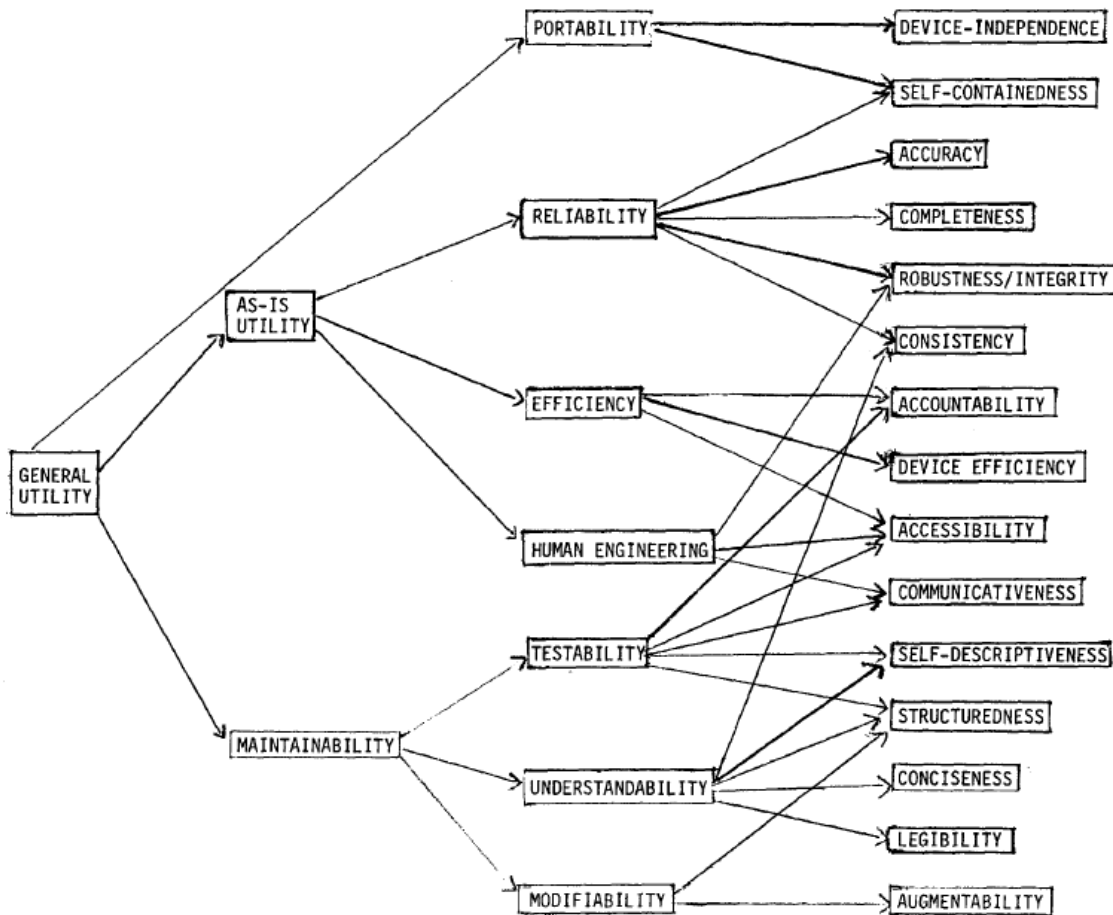 PORTABILITY
DEVICE-INDEPENDENCE
SELF-CONTAINEDNESS
ACCURACY
RELIABILITY
COMPLETENESS
ROBUSTNESS/INTEGRITY
AS-IS
UTILITY
CONSISTENCY
EFFICIENCY
ACCOUNTABILITY
DEVICE EFFICIENCY
GENERAL
UTILITY
ACCESSIBILITY
HUMAN ENGINEERING
COMMUNICATIVENESS
TESTABILITY
SELF-DESCRIPTIVENESS
STRUCTUREDNESS
MAINTAINABILITY
CONCISENESS
UNDERSTANDABILITY
LEGIBILITY
MODIFIABILITY
AUGMENTABILITY